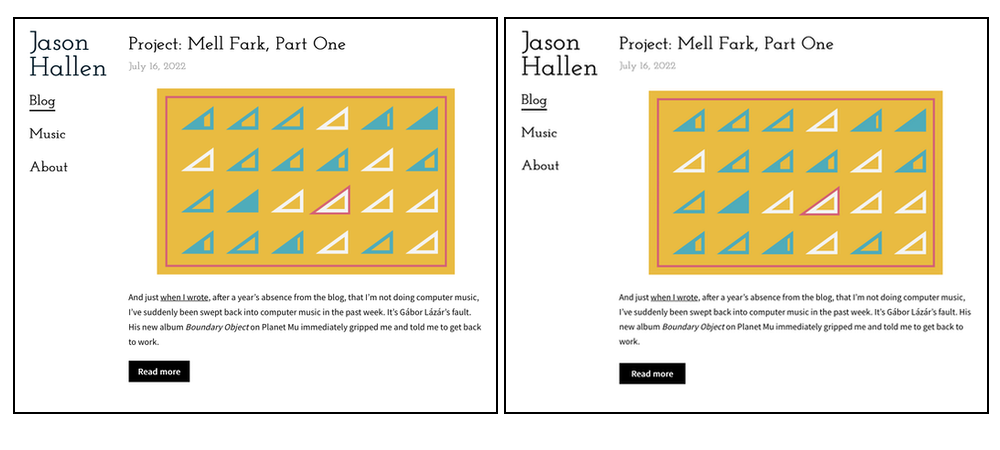 Jason
Hallen
Blog
Music
About
Project: Mell Fark, Part One
July 16, 2022
And just when I wrote, after a year's absence from the blog, that I'm not doing computer music,
I've suddenly been swept back into computer music in the past week. It's Gábor Lázár's fault.
His new album Boundary Object on Planet Mu immediately gripped me and told me to get back
to work.
Read more
Jason
Hallen
Blog
Music
About
Project: Mell Fark, Part One
July 16, 2022
And just when I wrote, after a year's absence from the blog, that I'm not doing computer music,
I've suddenly been swept back into computer music in the past week. It's Gábor Lázár's fault. His
new album Boundary Object on Planet Mu immediately gripped me and told me to get back to
work.
Read more